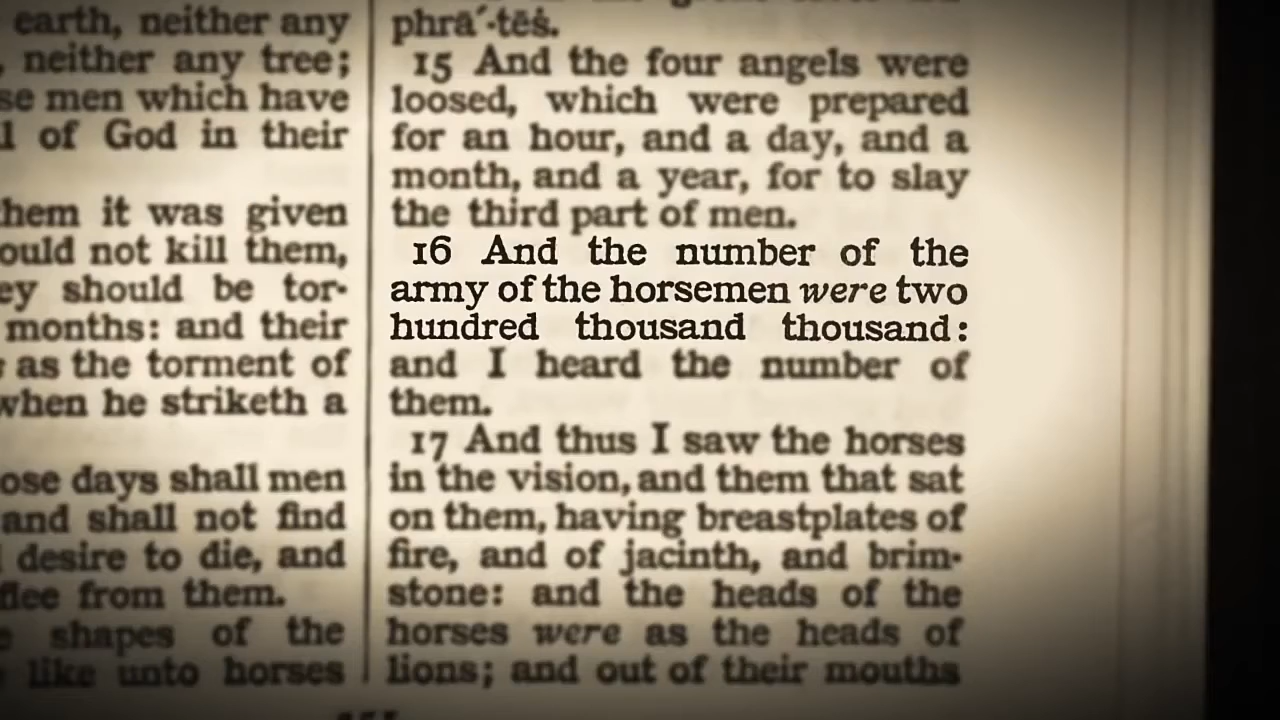 earth, neither any
neither any tree;
men which have
of God in their
it was given
not kill them,
should be tor-
months: and their
as the torment of
when he striketh a
days shall men
and shall not find
desire to die, and
flee from them.
shapes of the
like unto horses
phrā´-tēṡ.
15 And the four angels were
loosed, which were prepared
for an hour, and a day, and a
month, and a year, for to slay
the third part of men.
16 And the number of the
army of the horsemen were two
hundred thousand thousand:
and I heard the number of
them.
17 And thus I saw the horses
in the vision, and them that sat
on them, having breastplates of
fire, and of jacinth, and brim-
stone: and the heads of the
horses were as the heads of
lions; and out of their mouths